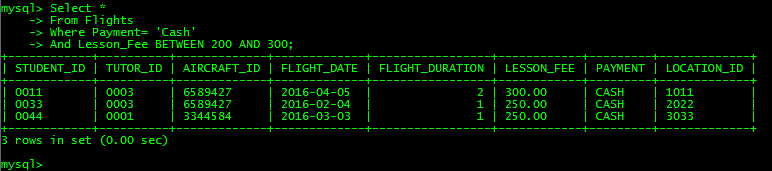 mysql> Select *
    -> From Flights
    -> Where Payment= 'Cash'
    -> And Lesson_Fee BETWEEN 200 AND 300;
+------------+----------+-------------+-------------+-----------------+------------+---------+-------------+
| STUDENT_ID | TUTOR_ID | AIRCRAFT_ID | FLIGHT_DATE | FLIGHT_DURATION | LESSON_FEE | PAYMENT | LOCATION_ID |
+------------+----------+-------------+-------------+-----------------+------------+---------+-------------+
| 0011       | 0003     | 6589427     | 2016-04-05  |               2 | 300.00     | CASH    | 1011        |
| 0033       | 0003     | 6589427     | 2016-02-04  |               1 | 250.00     | CASH    | 2022        |
| 0044       | 0001     | 3344584     | 2016-03-03  |               1 | 250.00     | CASH    | 3033        |
+------------+----------+-------------+-------------+-----------------+------------+---------+-------------+
3 rows in set (0.00 sec)
mysql>